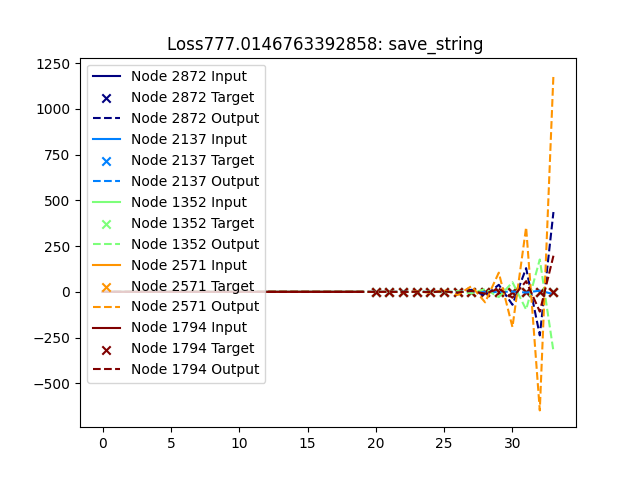 Loss777.0146763392858: save_string
1250
1000
750
500
250
0
−250
−500
Node 2872 Input
Node 2872 Target
Node 2872 Output
Node 2137 Input
Node 2137 Target
Node 2137 Output
Node 1352 Input
Node 1352 Target
Node 1352 Output
Node 2571 Input
Node 2571 Target
Node 2571 Output
Node 1794 Input
Node 1794 Target
Node 1794 Output
0 5 10 15 20 25 30